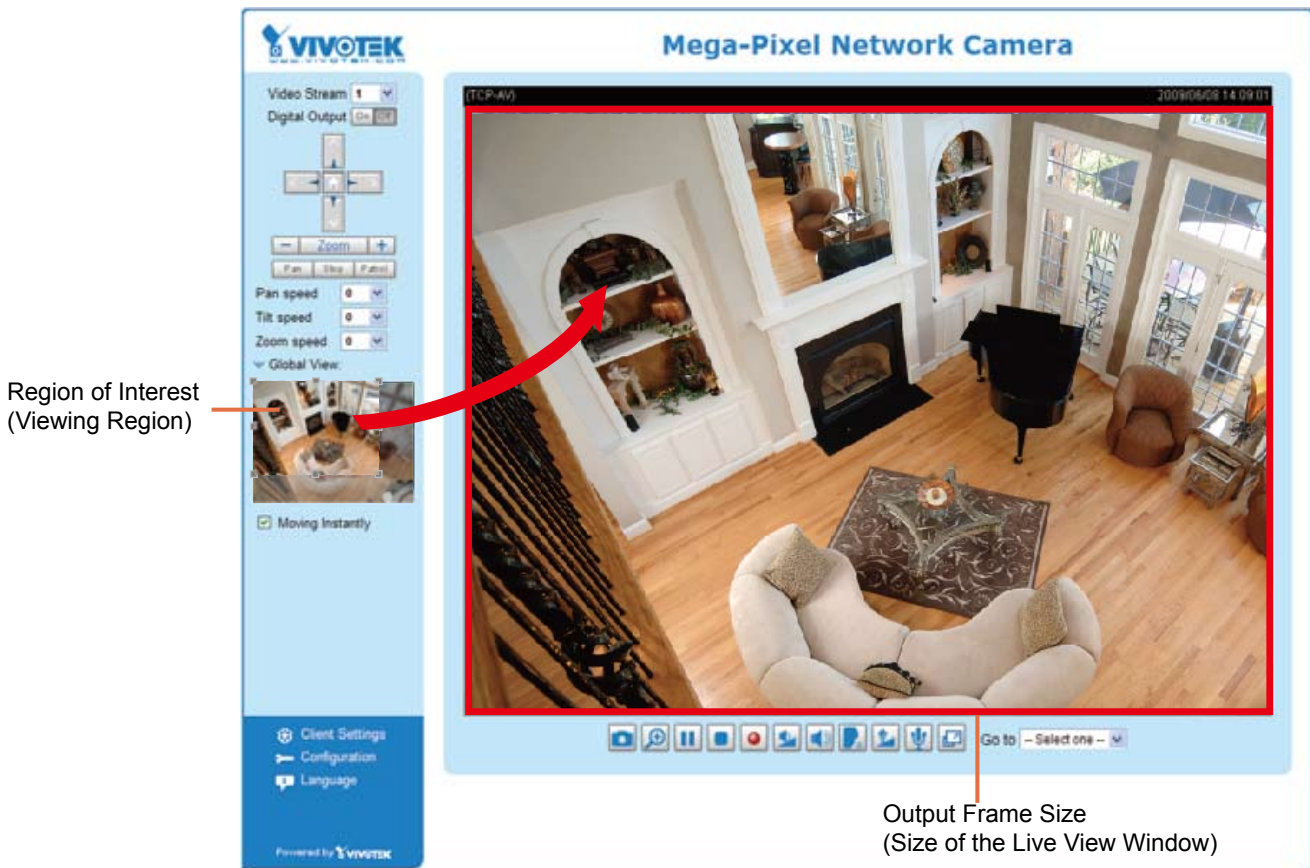 VIVOTEK
www.vivotek.com
Mega-Pixel Network Camera
Video Stream 1
Digital Output On Off
(TCP-AV) 2009/06/08 14:09:01
− Zoom +
Pan Stop Patrol
Pan speed 0
Tilt speed 0
Zoom speed 0
Global View:
Region of Interest
(Viewing Region)
Moving Instantly
Client Settings
Configuration
Language
Go to -- Select one --
Output Frame Size
(Size of the Live View Window)
Powered by VIVOTEK